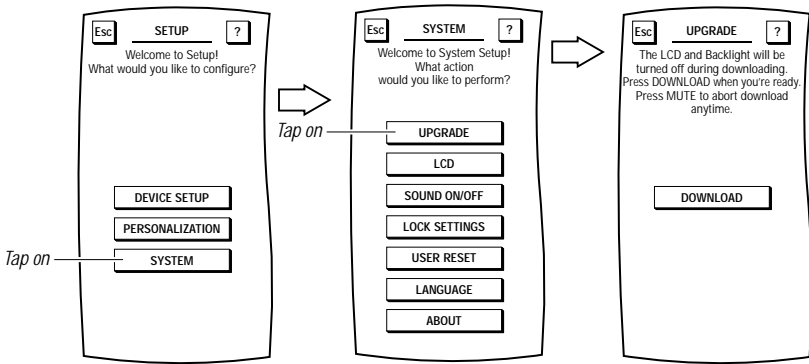 Esc SETUP ?
Welcome to Setup!
What would you like to configure?
DEVICE SETUP
PERSONALIZATION
Tap on SYSTEM
Esc SYSTEM ?
Welcome to System Setup!
What action
would you like to perform?
Tap on UPGRADE
LCD
SOUND ON/OFF
LOCK SETTINGS
USER RESET
LANGUAGE
ABOUT
Esc UPGRADE ?
The LCD and Backlight will be
turned off during downloading.
Press DOWNLOAD when you're ready.
Press MUTE to abort download
anytime.
DOWNLOAD